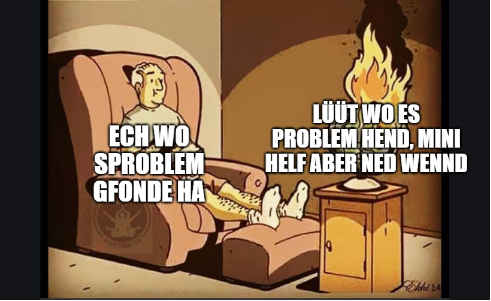 ECH WO
SPROBLEM
GFONDE HA
LÜÜT WO ES
PROBLEM HEND, MINI
HELF ABER NED WENND